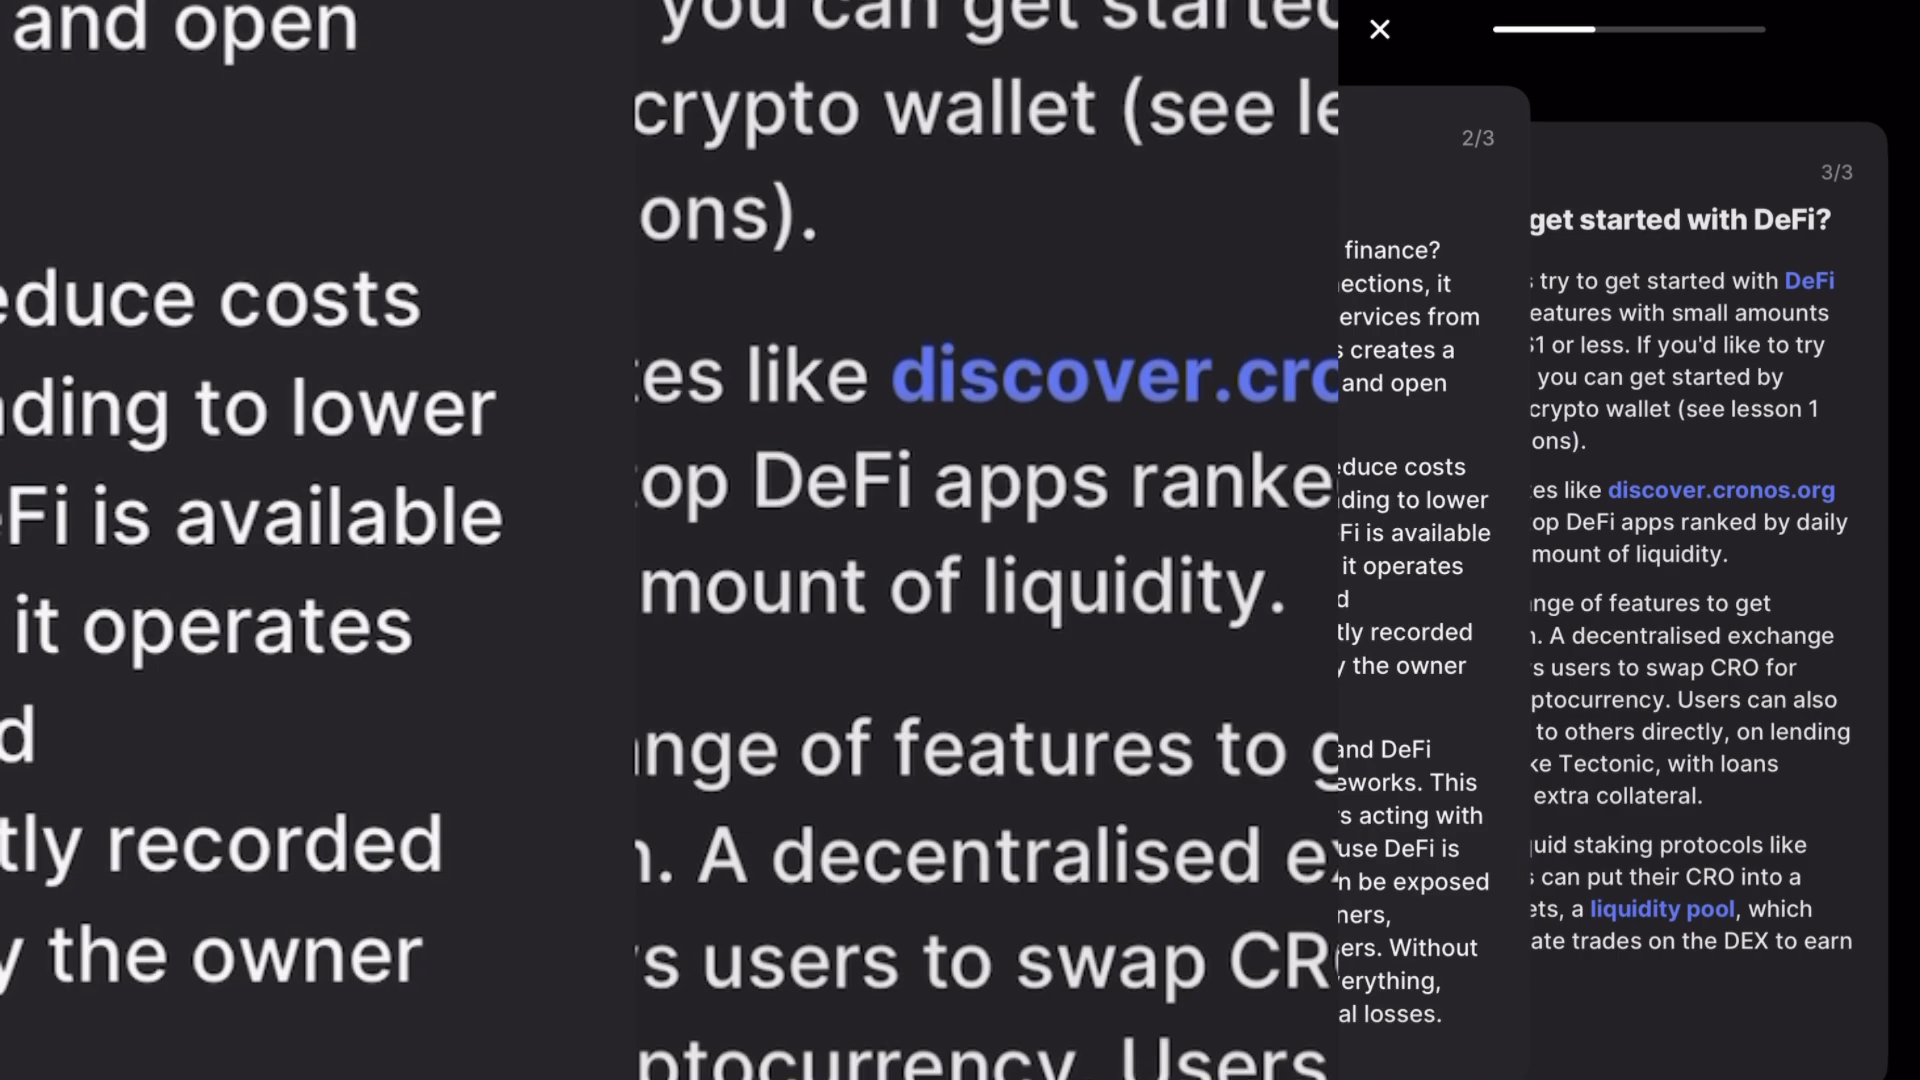 and open
educe costs
ding to lower
Fi is available
it operates
d
tly recorded
y the owner
you can get started
crypto wallet (see le
ons).
es like discover.cro
op DeFi apps ranke
mount of liquidity.
nge of features to g
n. A decentralised ex
s users to swap CR
ptocurrency. Users
2/3
finance?
ections, it
ervices from
s creates a
and open
educe costs
ding to lower
Fi is available
it operates
d
tly recorded
y the owner
and DeFi
eworks. This
s acting with
use DeFi is
n be exposed
ners,
ers. Without
erything,
al losses.
3/3
get started with DeFi?
s try to get started with DeFi
eatures with small amounts
$1 or less. If you'd like to try
you can get started by
crypto wallet (see lesson 1
ons).
es like discover.cronos.org
op DeFi apps ranked by daily
mount of liquidity.
nge of features to get
n. A decentralised exchange
s users to swap CRO for
ptocurrency. Users can also
to others directly, on lending
ke Tectonic, with loans
extra collateral.
uid staking protocols like
s can put their CRO into a
ets, a liquidity pool, which
ate trades on the DEX to earn